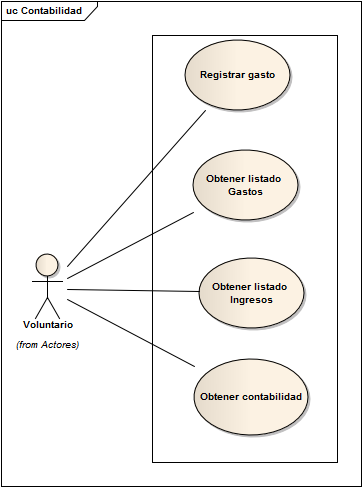 uc Contabilidad
Registrar gasto
Obtener listado
Gastos
Obtener listado
Ingresos
Voluntario
(from Actores)
Obtener contabilidad